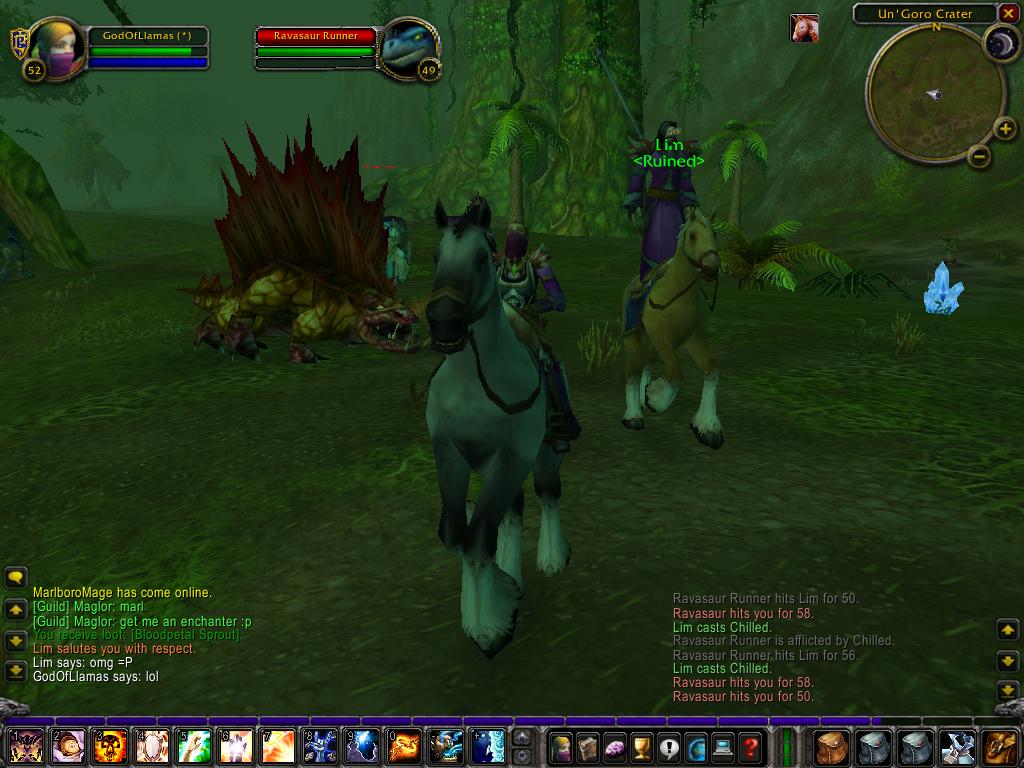 GodOfLlamas (*)
52
Ravasaur Runner
49
Un'Goro Crater
N
Lim
<Ruined>
MarlboroMage has come online.
[Guild] Maglor: marl
[Guild] Maglor: get me an enchanter :p
You receive loot: [Bloodpetal Sprout].
Lim salutes you with respect.
Lim says: omg =P
GodOfLlamas says: lol
Ravasaur Runner hits Lim for 50.
Ravasaur hits you for 58.
Lim casts Chilled.
Ravasaur Runner is afflicted by Chilled.
Ravasaur Runner hits Lim for 56.
Lim casts Chilled.
Ravasaur hits you for 58.
Ravasaur hits you for 50.